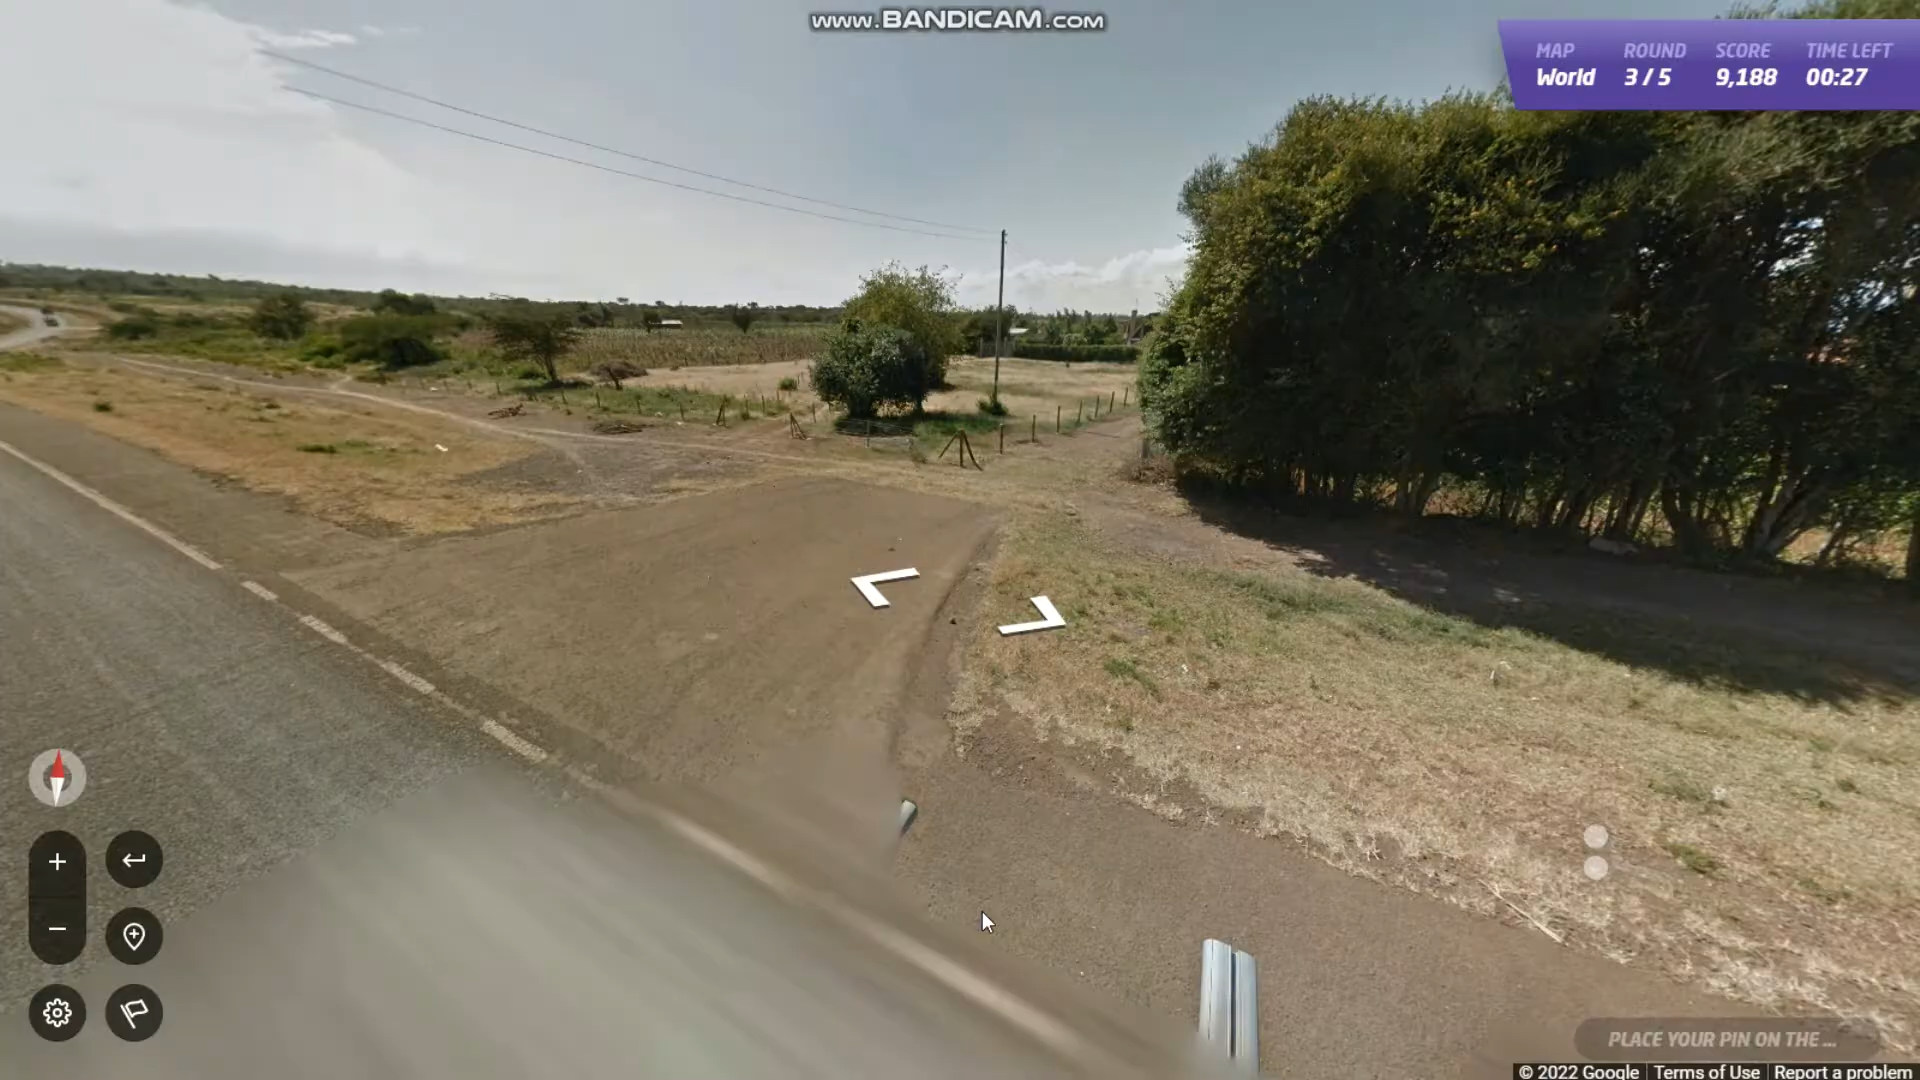 www.BANDICAM.com
MAP ROUND SCORE TIME LEFT
World 3 / 5 9,188 00:27
PLACE YOUR PIN ON THE ...
© 2022 Google Terms of Use Report a problem